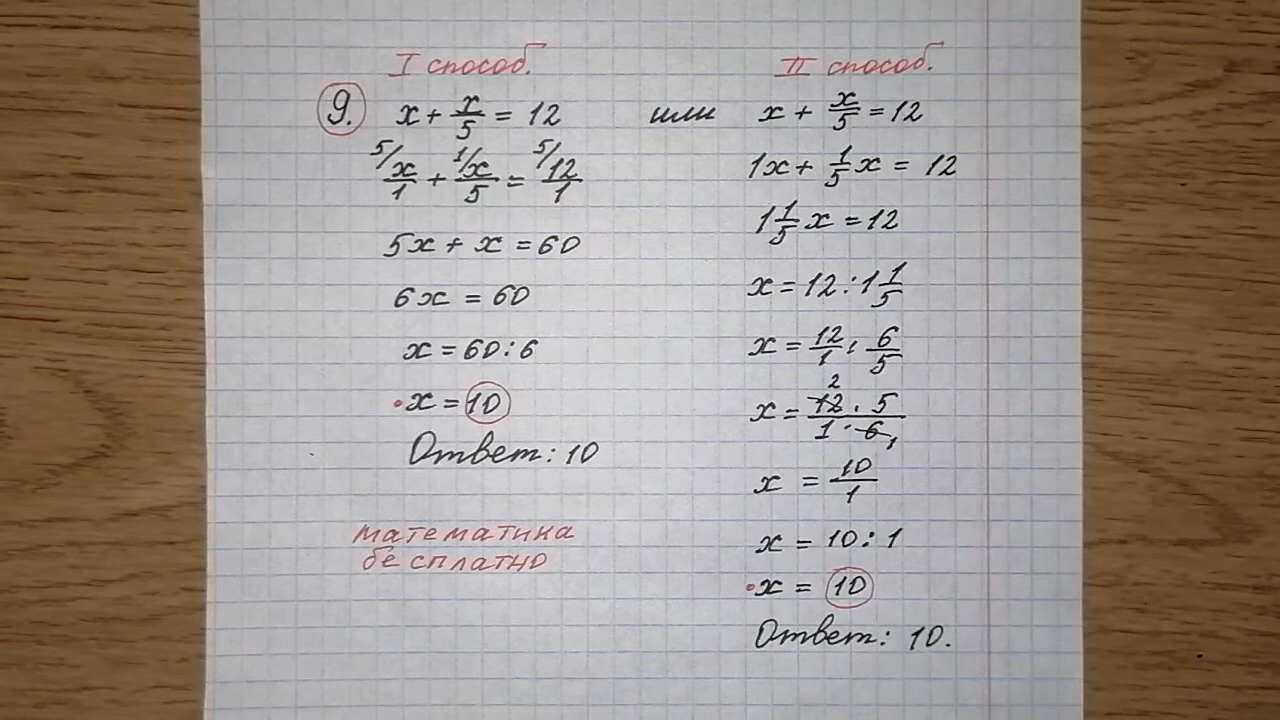 I способ.
9. x + x/5 = 12
5/ x/1 + 1/ x/5 = 5/ 12/1
5x + x = 60
6x = 60
x = 60 : 6
x = 10
Ответ: 10
математика
бесплатно
или
II способ.
x + x/5 = 12
1x + 1/5 x = 12
1 1/5 x = 12
x = 12 : 1 1/5
x = 12/1 : 6/5
x = 12 · 5 / 1 · 6 2 1
x = 10/1
x = 10 : 1
x = 10
Ответ: 10.